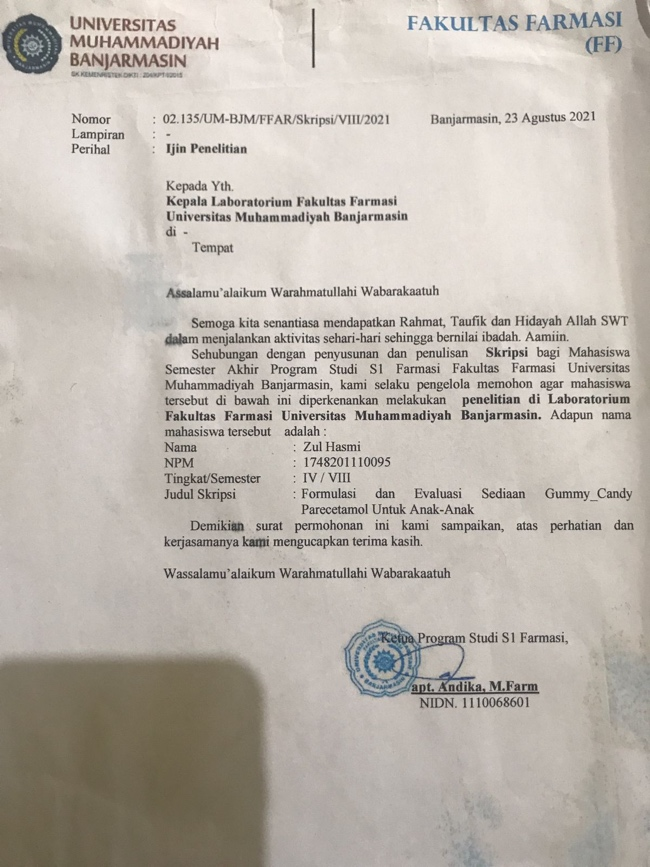 UNIVERSITAS
MUHAMMADIYAH
BANJARMASIN
FAKULTAS FARMASI
(FF)
Nomor : 02.135/UM-BJM/FFAR/Skripsi/VIII/2021 Banjarmasin, 23 Agustus 2021
Lampiran : -
Perihal : Ijin Penelitian
Kepada Yth.
Kepala Laboratorium Fakultas Farmasi
Universitas Muhammadiyah Banjarmasin
di -
Tempat
Assalamu’alaikum Warahmatullahi Wabarakaatuh
Semoga kita senantiasa mendapatkan Rahmat, Taufik dan Hidayah Allah SWT
dalam menjalankan aktivitas sehari-hari sehingga bernilai ibadah. Aamiin.
Sehubungan dengan penyusunan dan penulisan Skripsi bagi Mahasiswa
Semester Akhir Program Studi S1 Farmasi Fakultas Farmasi Universitas
Muhammadiyah Banjarmasin, kami selaku pengelola memohon agar mahasiswa
tersebut di bawah ini diperkenankan melakukan penelitian di Laboratorium
Fakultas Farmasi Universitas Muhammadiyah Banjarmasin. Adapun nama
mahasiswa tersebut adalah :
Nama : Zul Hasmi
NPM : 1748201110095
Tingkat/Semester : IV / VIII
Judul Skripsi : Formulasi dan Evaluasi Sediaan Gummy_Candy
Parecetamol Untuk Anak-Anak
Demikian surat permohonan ini kami sampaikan, atas perhatian dan
kerjasamanya kami mengucapkan terima kasih.
Wassalamu’alaikum Warahmatullahi Wabarakaatuh
Ketua Program Studi S1 Farmasi,
apt. Andika, M.Farm
NIDN. 1110068601